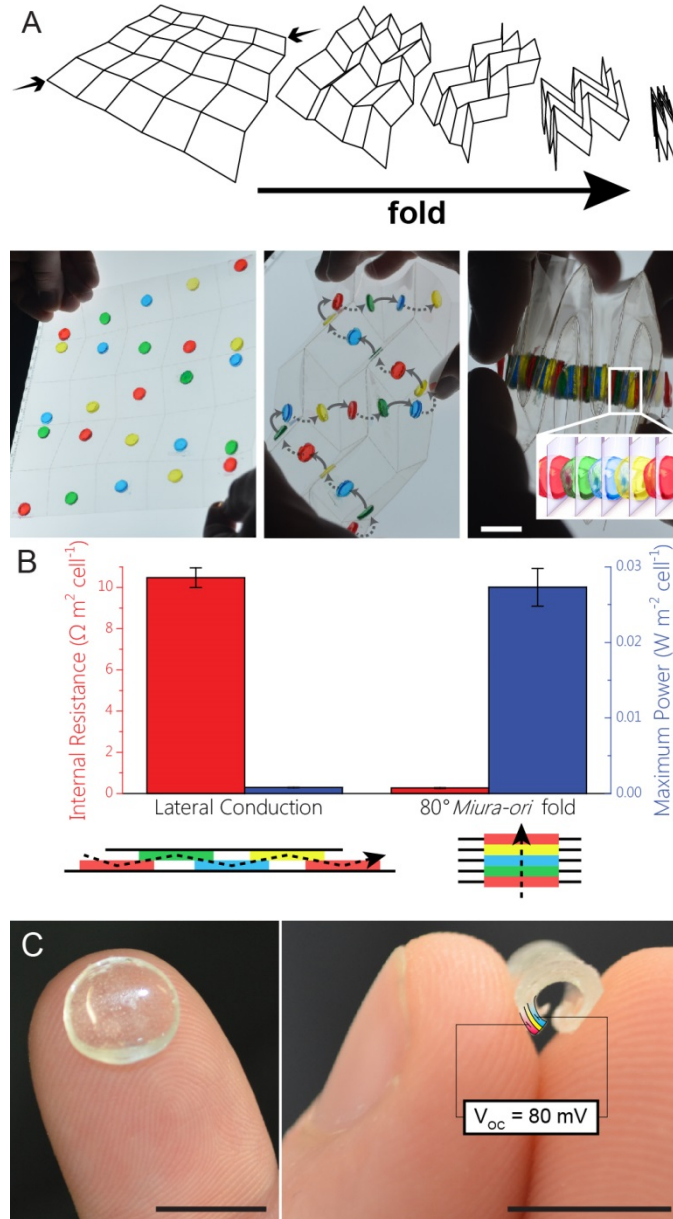 A
fold
B
Internal Resistance (Ω m² cell⁻¹)
10
8
6
4
2
0
0.03
0.02
0.01
0.00
Maximum Power (W m⁻² cell⁻¹)
Lateral Conduction
80° Miura-ori fold
C
V_oc = 80 mV